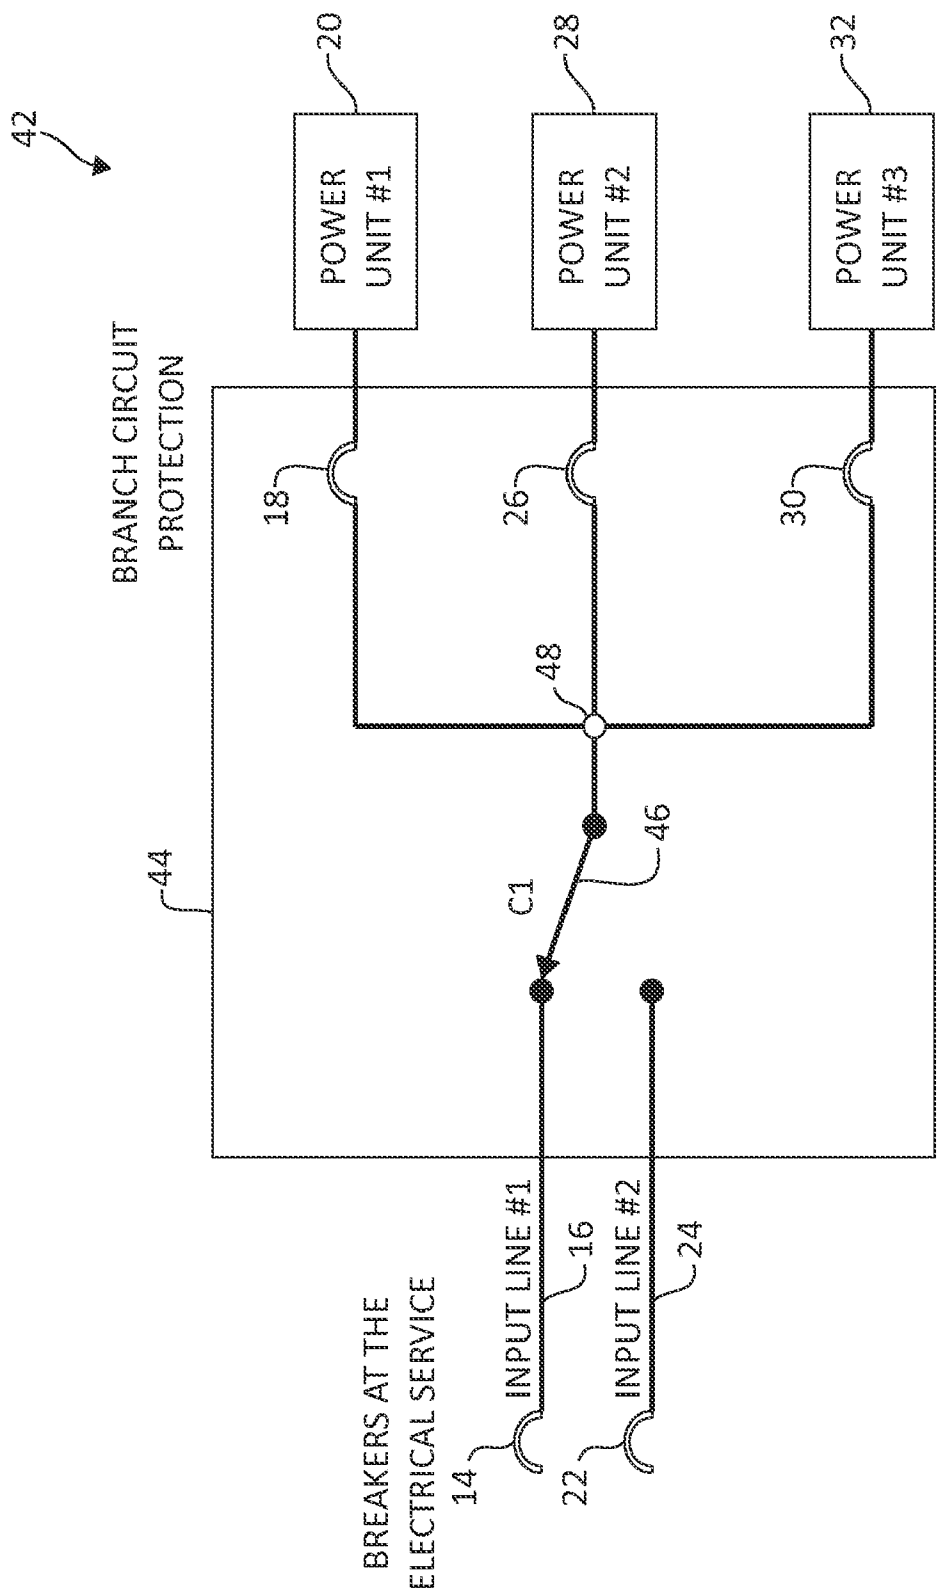 42
BREAKERS AT THE
ELECTRICAL SERVICE
14
INPUT LINE #1
16
22
INPUT LINE #2
24
44
C1
46
48
BRANCH CIRCUIT
PROTECTION
18
26
30
POWER
UNIT #1
20
POWER
UNIT #2
28
POWER
UNIT #3
32